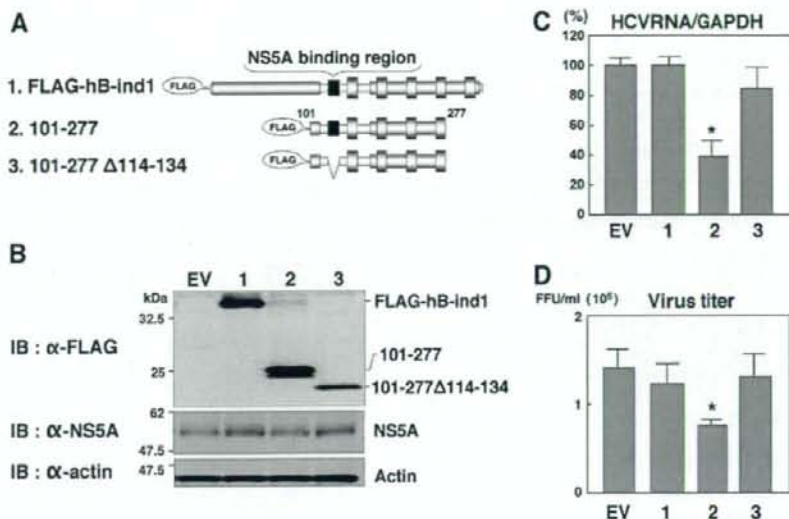 A
NS5A binding region
1. FLAG-hB-ind1
FLAG
101
277
2. 101-277
FLAG
3. 101-277 Δ114-134
FLAG
B
EV 1 2 3
kDa
32.5
25
IB : α-FLAG
FLAG-hB-ind1
101-277
101-277Δ114-134
62
47.5
IB : α-NS5A
NS5A
47.5
IB : α-actin
Actin
C
(%)
HCVRNA/GAPDH
120
100
80
60
40
20
0
*
EV 1 2 3
D
FFU/ml (10⁵)
Virus titer
2
1
0
*
EV 1 2 3